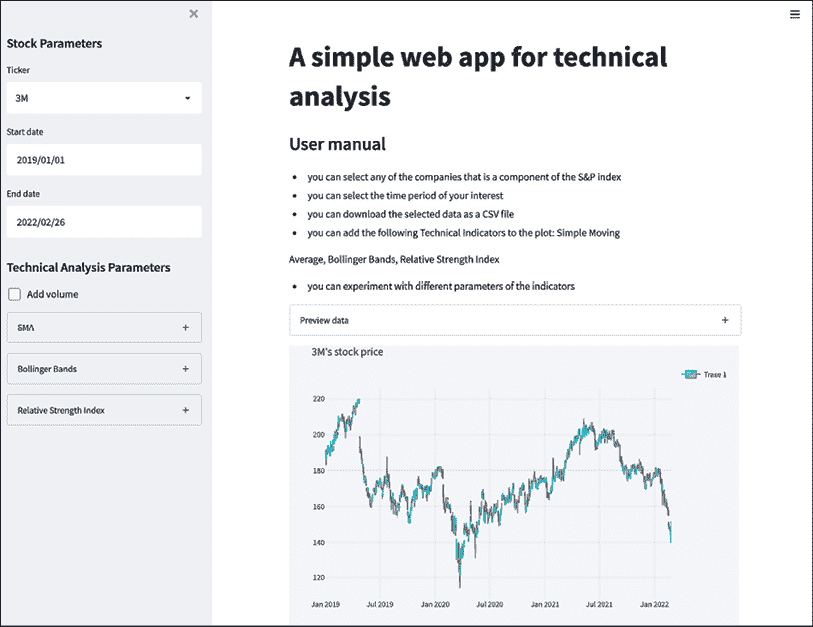 Stock Parameters
Ticker
3M
Start date
2019/01/01
End date
2022/02/26
Technical Analysis Parameters
Add volume
SMA
Bollinger Bands
Relative Strength Index
A simple web app for technical
analysis
User manual
you can select any of the companies that is a component of the S&P index
you can select the time period of your interest
you can download the selected data as a CSV file
you can add the following Technical Indicators to the plot: Simple Moving
Average, Bollinger Bands, Relative Strength Index
you can experiment with different parameters of the indicators
Preview data
3M's stock price
Trace 1
220
200
180
160
140
120
Jan 2019 Jul 2019 Jan 2020 Jul 2020 Jan 2021 Jul 2021 Jan 2022